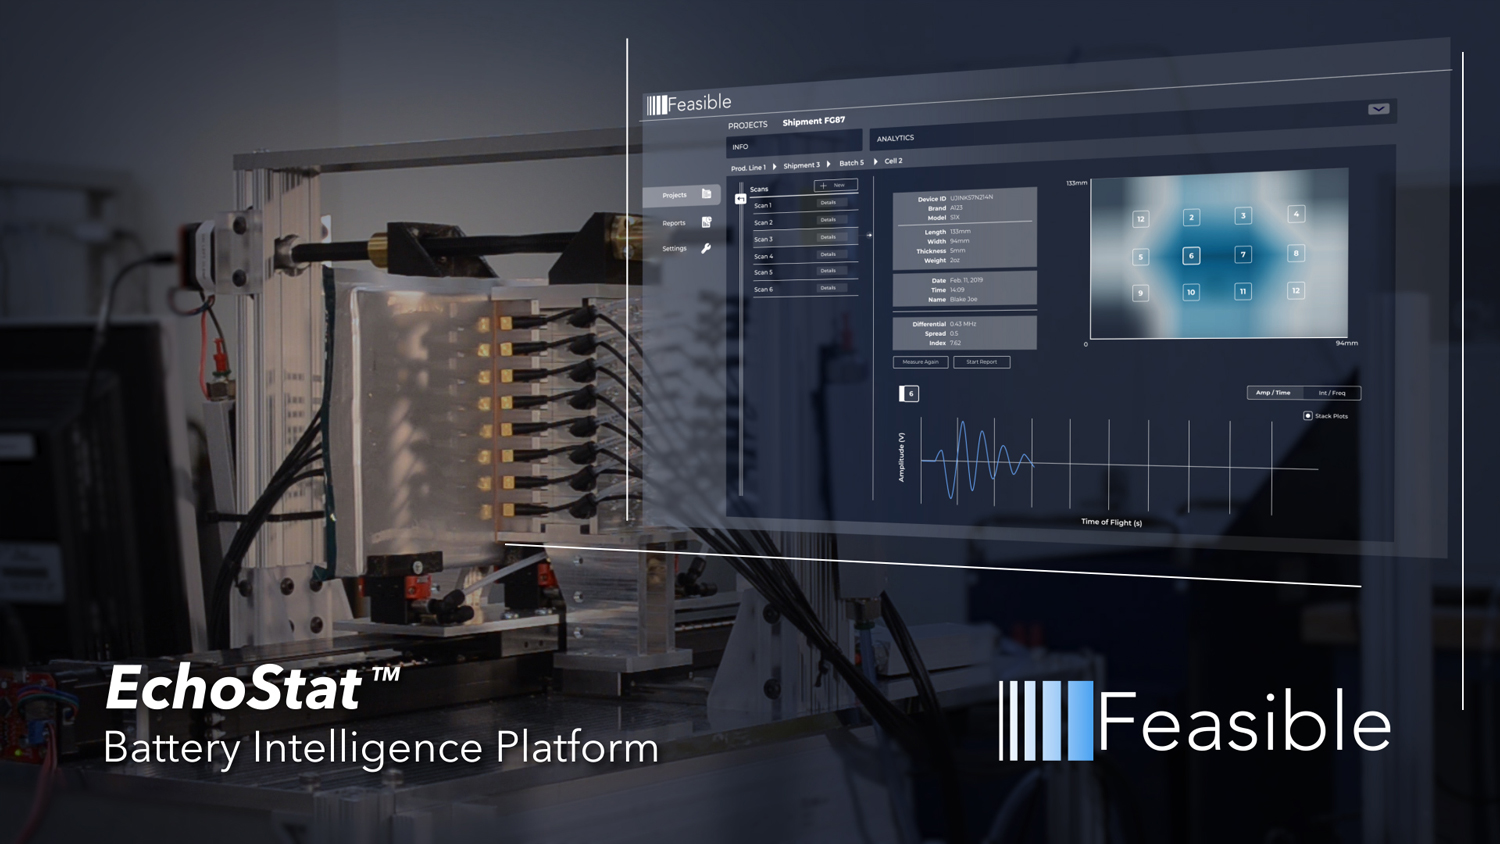 Feasible
PROJECTS Shipment FG87
INFO
ANALYTICS
Prod. Line 1 Shipment 3 Batch 5 Cell 2
Projects
Reports
Settings
Scans + New
Scan 1 Details
Scan 2 Details
Scan 3 Details
Scan 4 Details
Scan 5 Details
Scan 6 Details
Device ID UJINKS7N214N
Brand A123
Model S1X
Length 133mm
Width 94mm
Thickness 5mm
Weight 2oz
Date Feb. 11, 2019
Time 14:09
Name Blake Joe
Differential 0.43 MHz
Spread 0.5
Index 7.62
Measure Again Start Report
133mm
12 2 3 4
5 6 7 8
9 10 11 12
0 94mm
6
Amp / Time Int / Freq
Stack Plots
Amplitude (V)
Time of Flight (s)
EchoStat™
Battery Intelligence Platform
Feasible